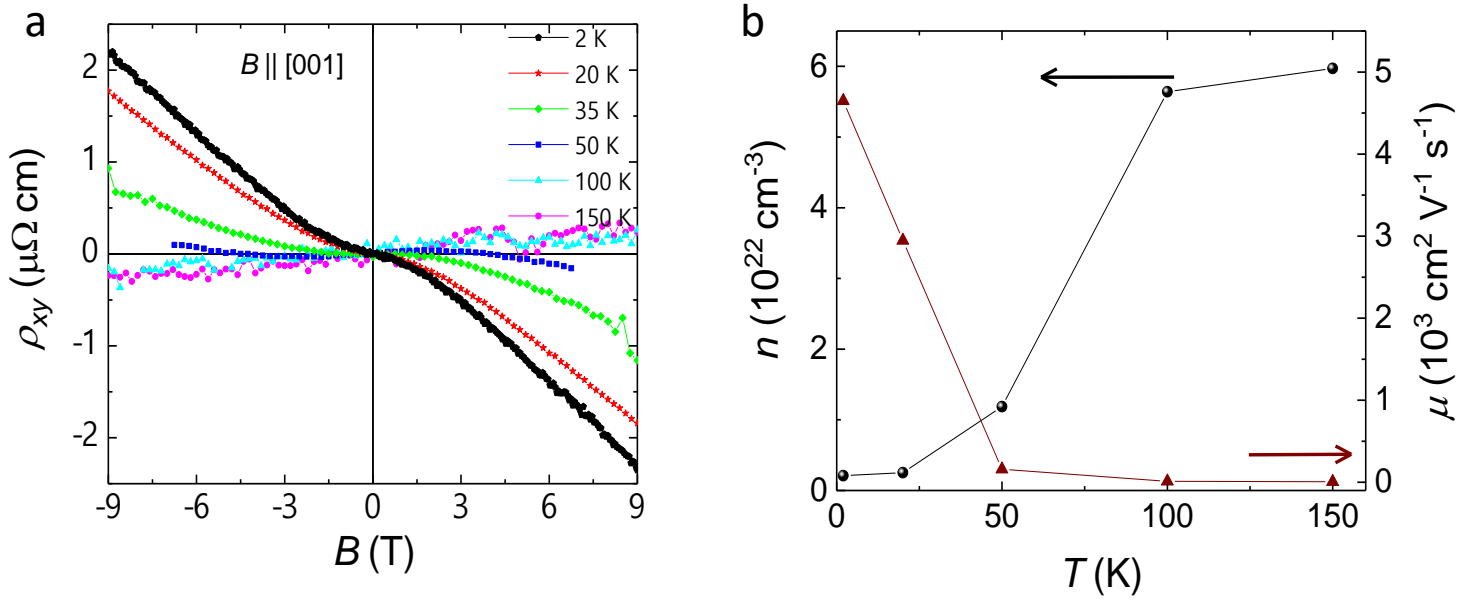 a
B || [001]
2 K
20 K
35 K
50 K
100 K
150 K
2
1
0
-1
-2
-9
-6
-3
0
3
6
9
ρxy (μΩ cm)
B (T)
b
6
4
2
0
5
4
3
2
1
0
0
50
100
150
n (10²² cm⁻³)
μ (10³ cm² V⁻¹ s⁻¹)
T (K)